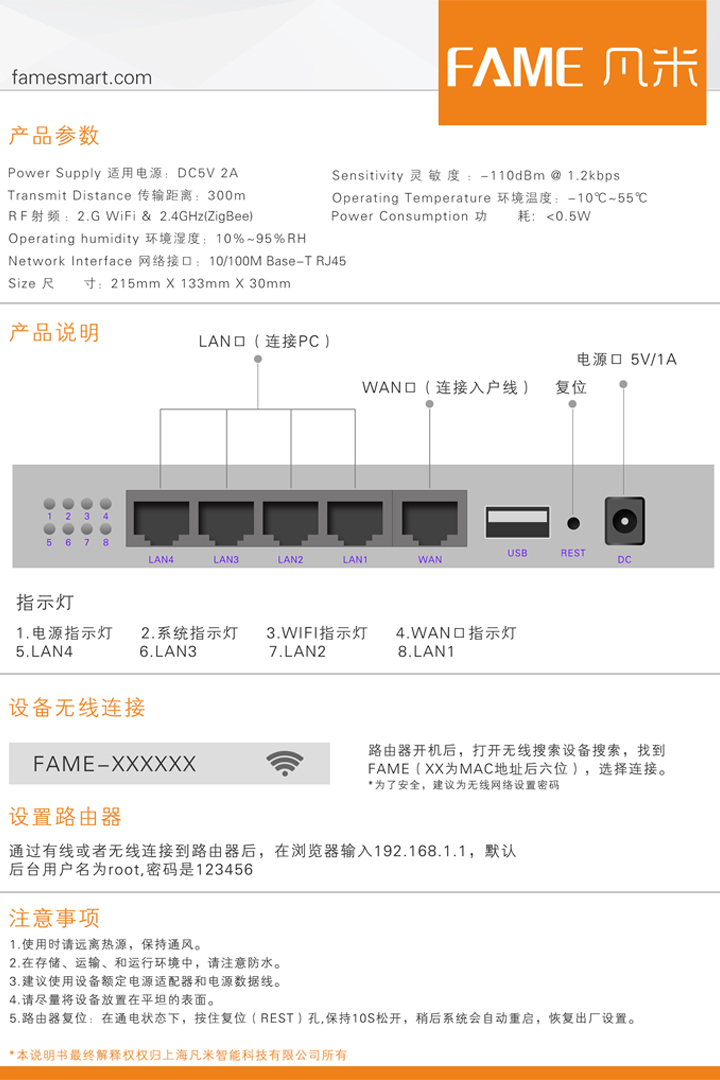 famesmart.com
FAME 凡米
产品参数
Power Supply 适用电源：DC5V 2A
Sensitivity 灵 敏 度 ：-110dBm @ 1.2kbps
Transmit Distance 传输距离：300m
Operating Temperature 环境温度：-10℃~55℃
RF射频：2.G WiFi & 2.4GHz(ZigBee)
Power Consumption 功 耗: <0.5W
Operating humidity 环境湿度：10%~95%RH
Network Interface 网络接口：10/100M Base-T RJ45
Size 尺 寸：215mm X 133mm X 30mm
产品说明
LAN口（连接PC）
电源口 5V/1A
WAN口（连接入户线）
复位
1 2 3 4
5 6 7 8
LAN4 LAN3 LAN2 LAN1 WAN USB REST DC
指示灯
1.电源指示灯 2.系统指示灯 3.WIFI指示灯 4.WAN口指示灯
5.LAN4 6.LAN3 7.LAN2 8.LAN1
设备无线连接
FAME-XXXXXX
路由器开机后，打开无线搜索设备搜索，找到
FAME（XX为MAC地址后六位），选择连接。
*为了安全，建议为无线网络设置密码
设置路由器
通过有线或者无线连接到路由器后，在浏览器输入192.168.1.1，默认
后台用户名为root,密码是123456
注意事项
1.使用时请远离热源，保持通风。
2.在存储、运输、和运行环境中，请注意防水。
3.建议使用设备额定电源适配器和电源数据线。
4.请尽量将设备放置在平坦的表面。
5.路由器复位：在通电状态下，按住复位（REST）孔,保持10S松开，稍后系统会自动重启，恢复出厂设置。
*本说明书最终解释权权归上海凡米智能科技有限公司所有